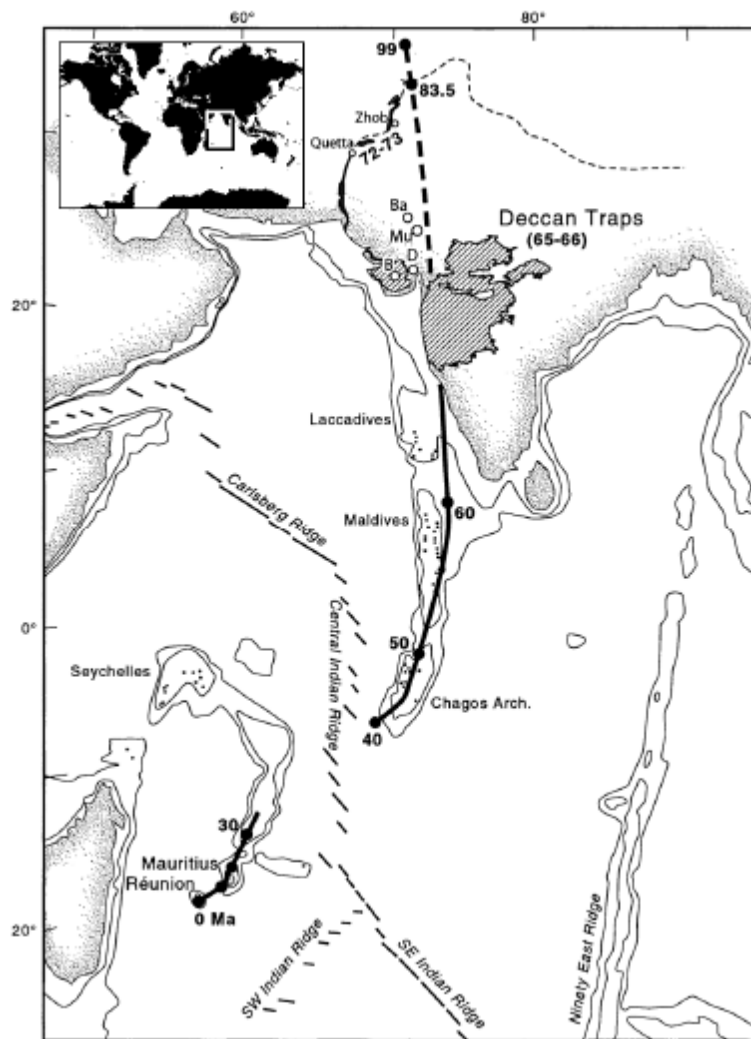 60°
80°
99
83.5
Zhob
Quetta
72-73
Ba
Mu
D
B
Deccan Traps
(65-66)
20°
Laccadives
Carlsberg Ridge
Maldives
60
0°
Central Indian Ridge
50
Seychelles
Chagos Arch.
40
30
Mauritius
Réunion
0 Ma
20°
SW Indian Ridge
SE Indian Ridge
Ninety East Ridge